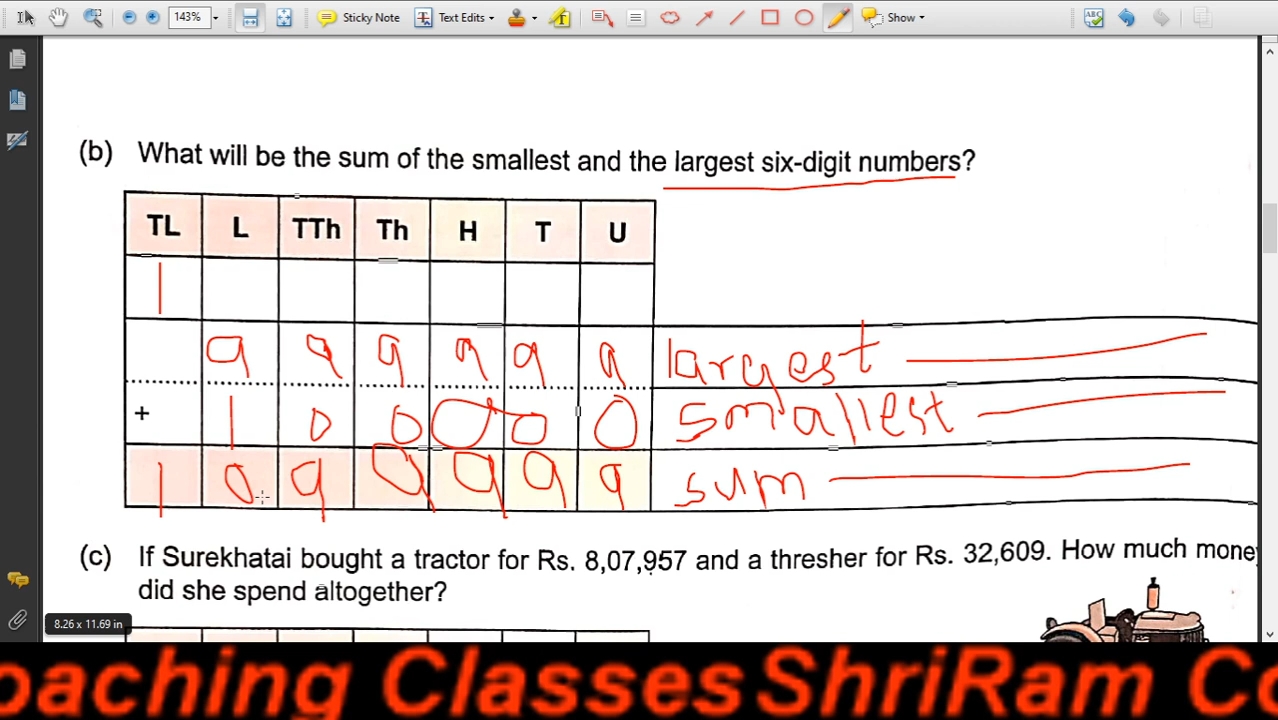 143%
Sticky Note
Text Edits
Show
(b) What will be the sum of the smallest and the largest six-digit numbers?
TL L TTh Th H T U
1
9 9 9 9 9 9 largest
+ 1 0 0 0 0 0 smallest
1 0 9 9 9 9 9 sum
(c) If Surekhatai bought a tractor for Rs. 8,07,957 and a thresher for Rs. 32,609. How much mone
did she spend altogether?
8.26 x 11.69 in
oaching Classes ShriRam Co